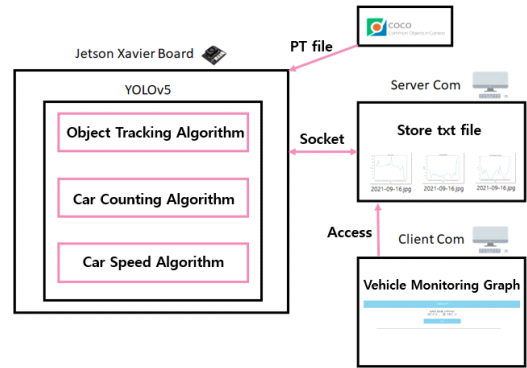 COCO
Common Objects in Context
PT file
Jetson Xavier Board
YOLOv5
Object Tracking Algorithm
Car Counting Algorithm
Car Speed Algorithm
Socket
Server Com
Store txt file
2021-09-16.jpg 2021-09-16.jpg 2021-09-16.jpg
Access
Client Com
Vehicle Monitoring Graph